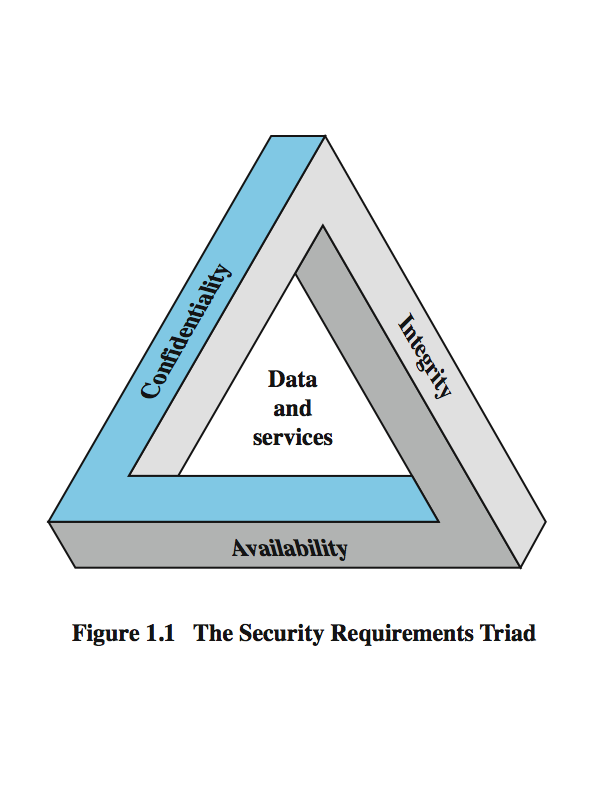 Confidentiality
Integrity
Data
and
services
Availability
Figure 1.1 The Security Requirements Triad